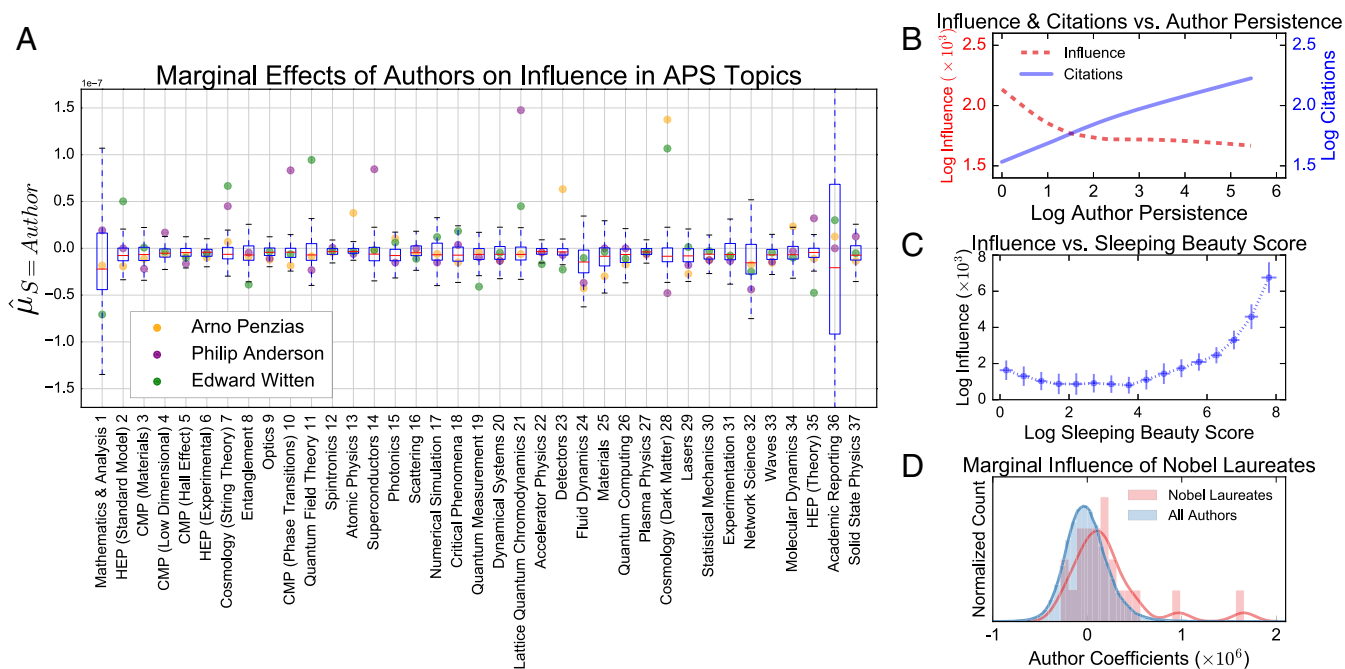 A
Marginal Effects of Authors on Influence in APS Topics
1e-7
1.5
1.0
0.5
0.0
−0.5
−1.0
−1.5
μ̂_S = Author
Arno Penzias
Philip Anderson
Edward Witten
Mathematics & Analysis 1
HEP (Standard Model) 2
CMP (Materials) 3
CMP (Low Dimensional) 4
CMP (Hall Effect) 5
HEP (Experimental) 6
Cosmology (String Theory) 7
Entanglement 8
Optics 9
CMP (Phase Transitions) 10
Quantum Field Theory 11
Spintronics 12
Atomic Physics 13
Superconductors 14
Photonics 15
Scattering 16
Numerical Simulation 17
Critical Phenomena 18
Quantum Measurement 19
Dynamical Systems 20
Lattice Quantum Chromodynamics 21
Accelerator Physics 22
Detectors 23
Fluid Dynamics 24
Materials 25
Quantum Computing 26
Plasma Physics 27
Cosmology (Dark Matter) 28
Lasers 29
Statistical Mechanics 30
Experimentation 31
Network Science 32
Waves 33
Molecular Dynamics 34
HEP (Theory) 35
Academic Reporting 36
Solid State Physics 37
B
Influence & Citations vs. Author Persistence
Log Influence (× 10³)
2.5
2.0
1.5
Influence
Citations
2.5
2.0
1.5
Log Citations
0 1 2 3 4 5 6
Log Author Persistence
C
Influence vs. Sleeping Beauty Score
Log Influence (×10³)
8
6
4
2
0
0 2 4 6 8
Log Sleeping Beauty Score
D
Marginal Influence of Nobel Laureates
Normalized Count
Nobel Laureates
All Authors
-1 0 1 2
Author Coefficients (×10⁶)